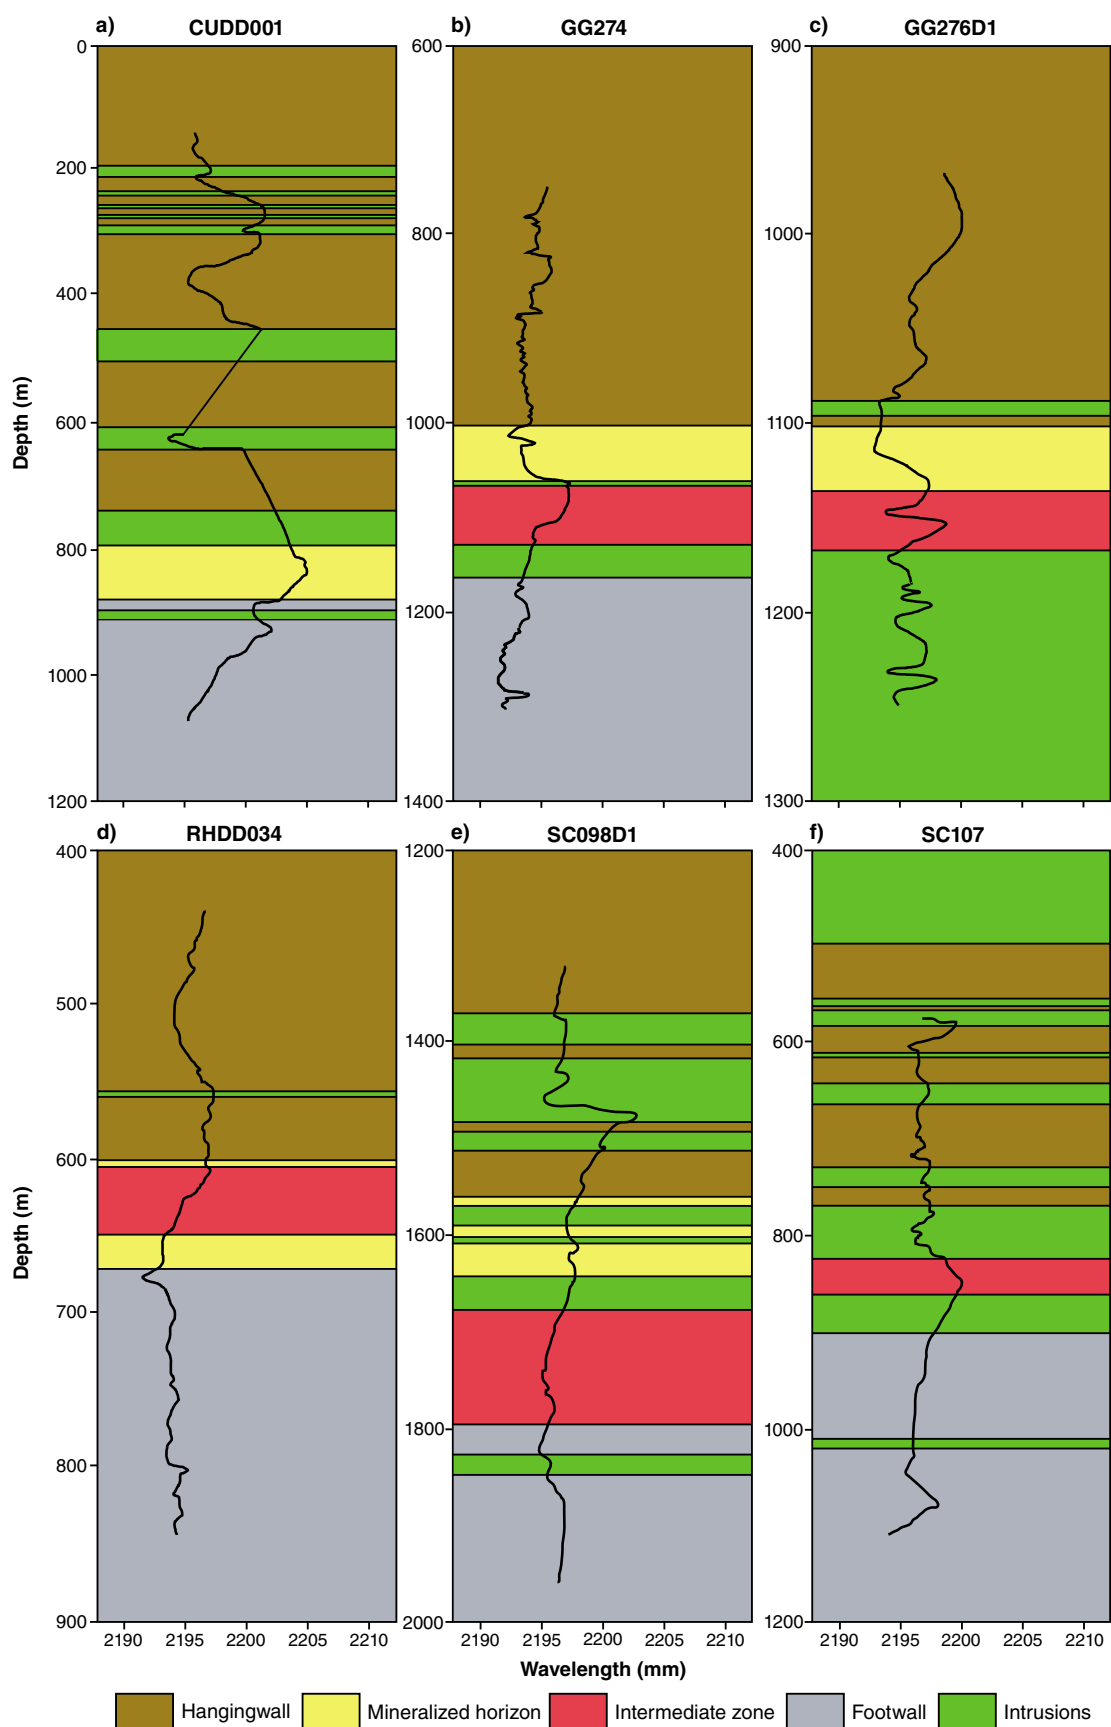 a) CUDD001
b) GG274
c) GG276D1
0
200
400
600
800
1000
1200
600
800
1000
1200
1400
900
1000
1100
1200
1300
Depth (m)
d) RHDD034
e) SC098D1
f) SC107
400
500
600
700
800
900
1200
1400
1600
1800
2000
400
600
800
1000
1200
Depth (m)
2190 2195 2200 2205 2210
2190 2195 2200 2205 2210
2190 2195 2200 2205 2210
Wavelength (mm)
Hangingwall
Mineralized horizon
Intermediate zone
Footwall
Intrusions